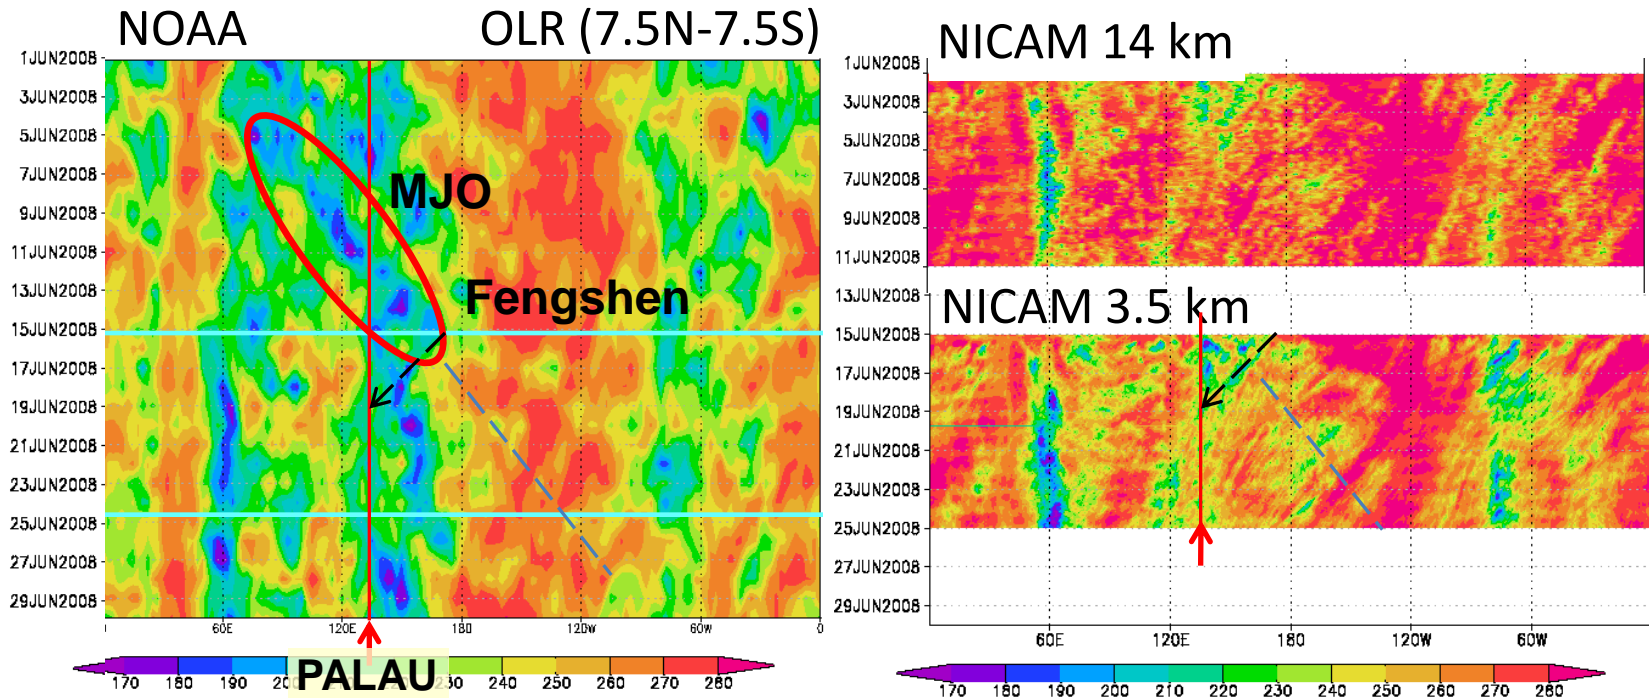 NOAA OLR (7.5N-7.5S)
1JUN2008
3JUN2008
5JUN2008
7JUN2008
9JUN2008
11JUN2008
13JUN2008
15JUN2008
17JUN2008
19JUN2008
21JUN2008
23JUN2008
25JUN2008
27JUN2008
29JUN2008
MJO
Fengshen
60E 120E 180 120W 60W 0
PALAU
170 180 190 230 240 250 260 270 280
NICAM 14 km
1JUN2008
3JUN2008
5JUN2008
7JUN2008
9JUN2008
11JUN2008
13JUN2008
NICAM 3.5 km
15JUN2008
17JUN2008
19JUN2008
21JUN2008
23JUN2008
25JUN2008
27JUN2008
29JUN2008
60E 120E 180 120W 60W
170 180 190 200 210 220 230 240 250 260 270 280